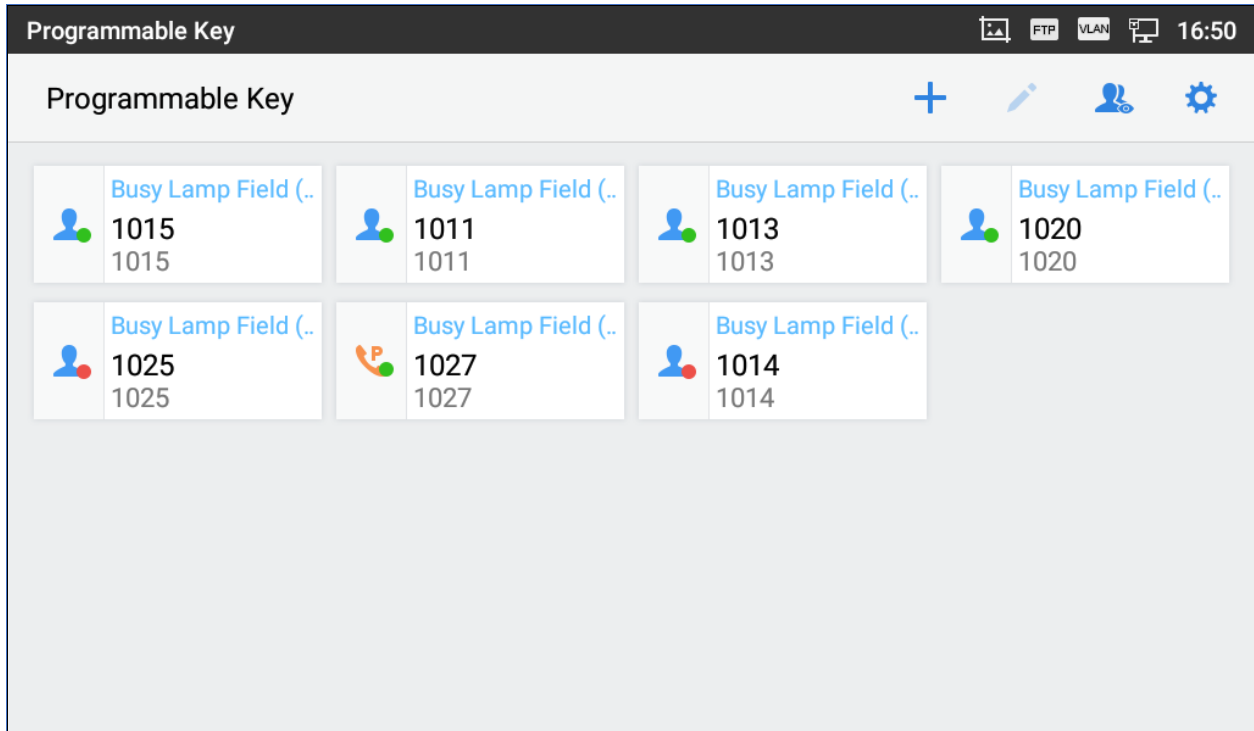 Programmable Key
FTP VLAN 16:50
Programmable Key
Busy Lamp Field (..
1015
1015
Busy Lamp Field (..
1011
1011
Busy Lamp Field (..
1013
1013
Busy Lamp Field (..
1020
1020
Busy Lamp Field (..
1025
1025
P
Busy Lamp Field (..
1027
1027
Busy Lamp Field (..
1014
1014